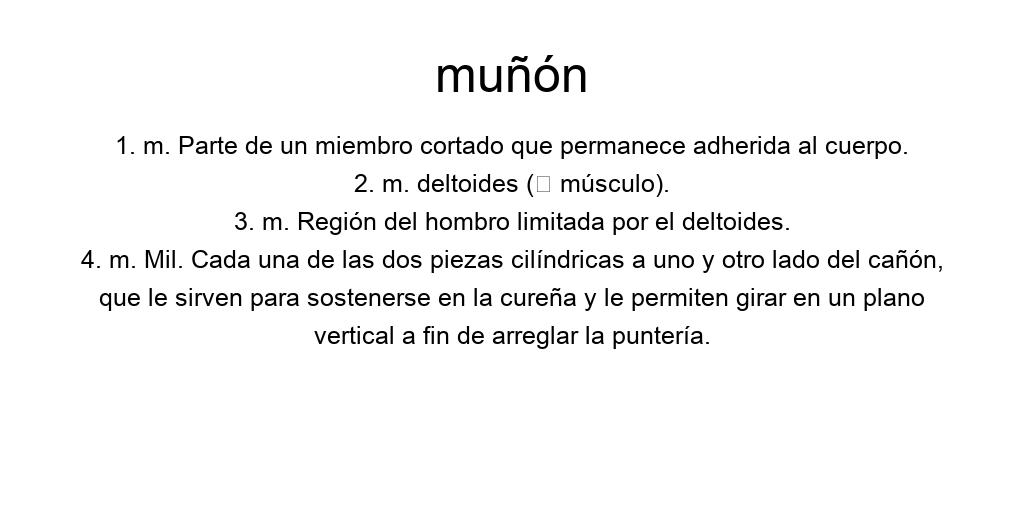 muñón
1. m. Parte de un miembro cortado que permanece adherida al cuerpo.
2. m. deltoides (□ músculo).
3. m. Región del hombro limitada por el deltoides.
4. m. Mil. Cada una de las dos piezas cilíndricas a uno y otro lado del cañón,
que le sirven para sostenerse en la cureña y le permiten girar en un plano
vertical a fin de arreglar la puntería.